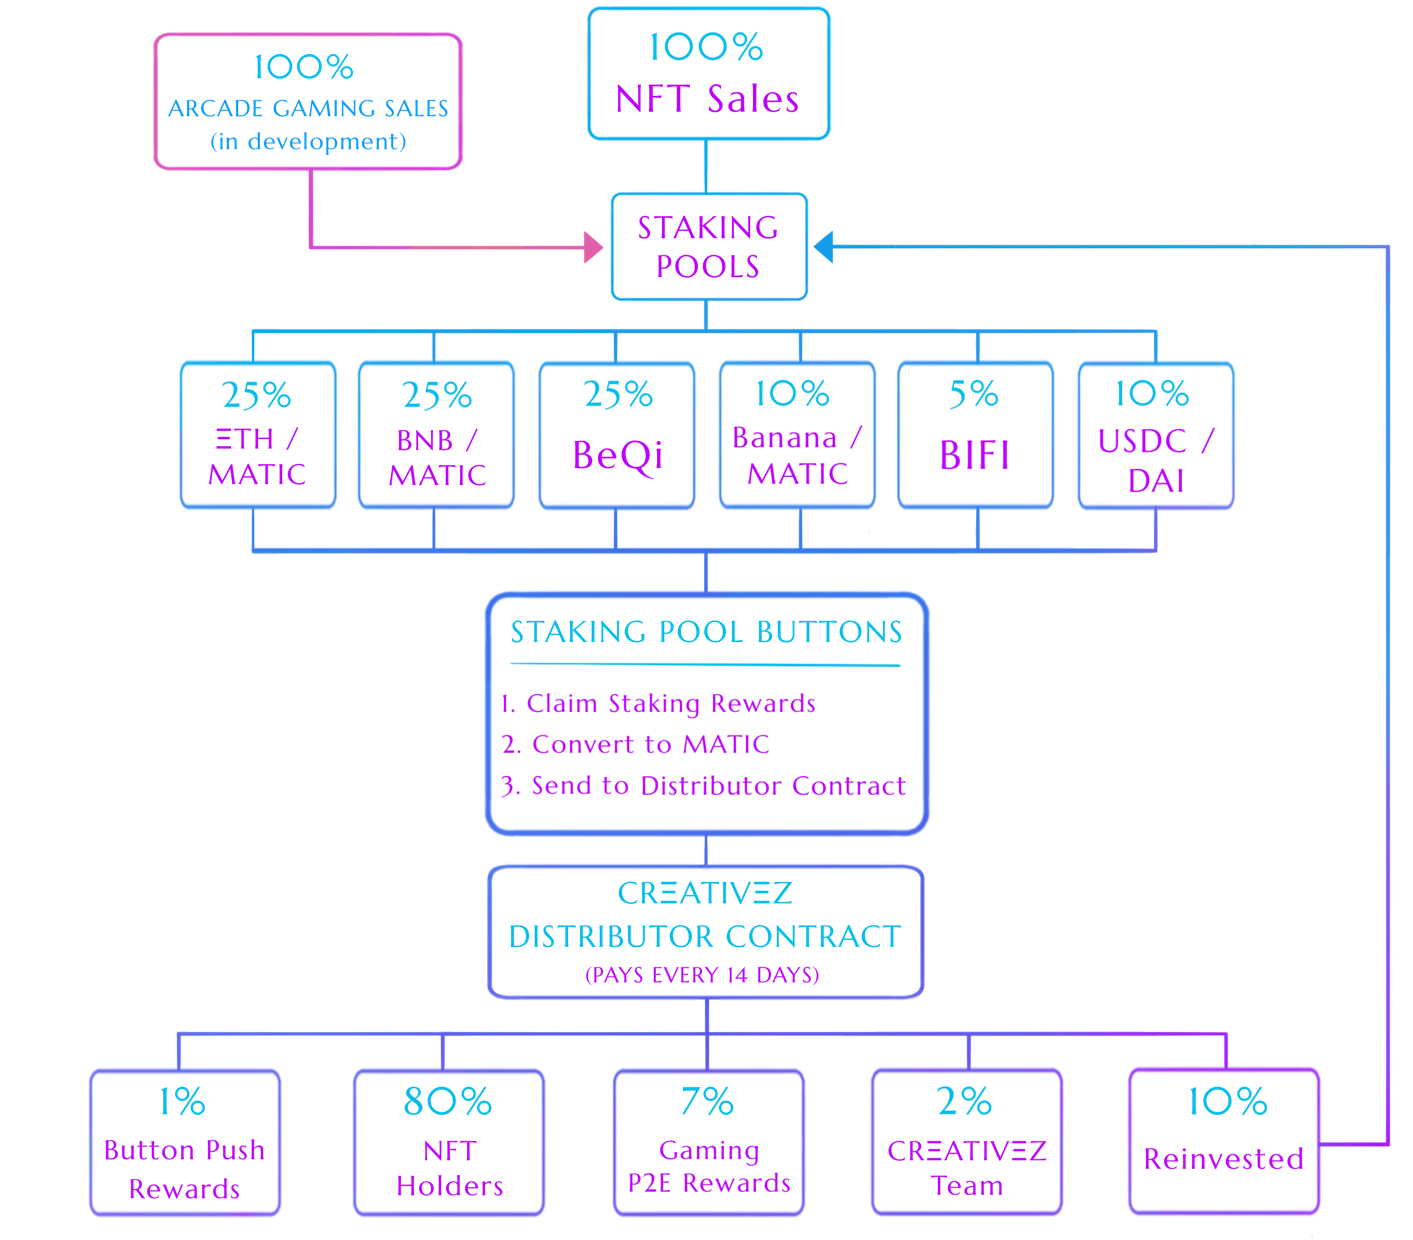 100%
ARCADE GAMING SALES
(in development)
100%
NFT Sales
STAKING
POOLS
25%
ΞTH /
MATIC
25%
BNB /
MATIC
25%
BeQi
10%
Banana /
MATIC
5%
BIFI
10%
USDC /
DAI
STAKING POOL BUTTONS
1. Claim Staking Rewards
2. Convert to MATIC
3. Send to Distributor Contract
CRΞATIVΞZ
DISTRIBUTOR CONTRACT
(PAYS EVERY 14 DAYS)
1%
Button Push
Rewards
80%
NFT
Holders
7%
Gaming
P2E Rewards
2%
CRΞATIVΞZ
Team
10%
Reinvested